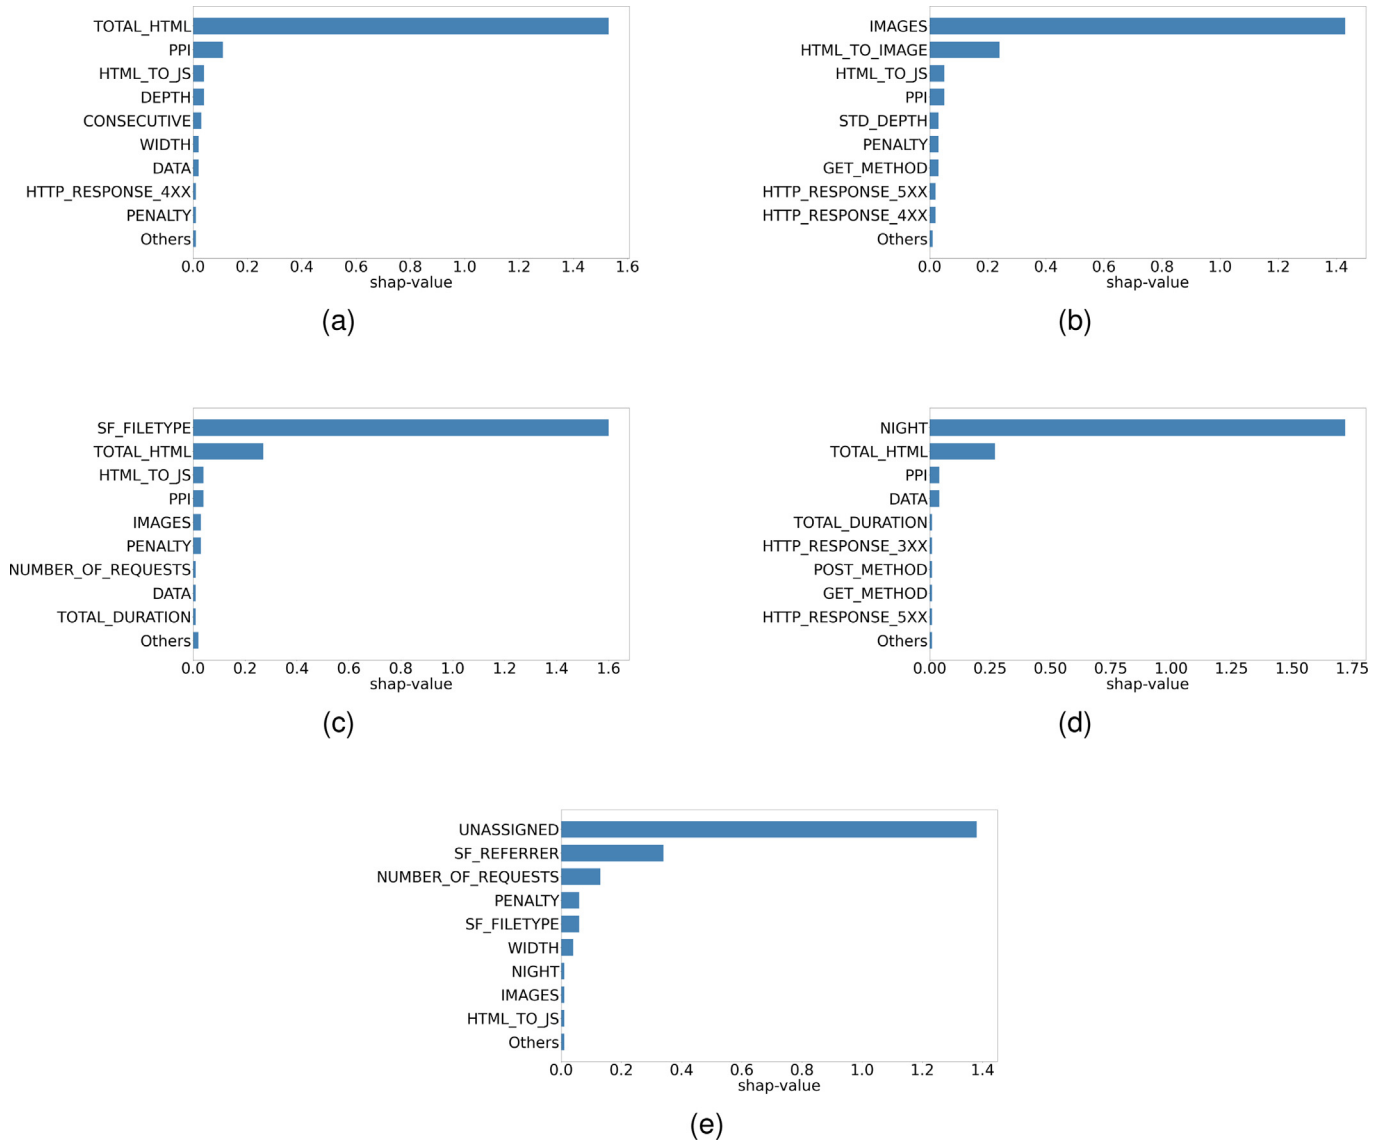 TOTAL_HTML
PPI
HTML_TO_JS
DEPTH
CONSECUTIVE
WIDTH
DATA
HTTP_RESPONSE_4XX
PENALTY
Others
0.0 0.2 0.4 0.6 0.8 1.0 1.2 1.4 1.6
shap-value
(a)
IMAGES
HTML_TO_IMAGE
HTML_TO_JS
PPI
STD_DEPTH
PENALTY
GET_METHOD
HTTP_RESPONSE_5XX
HTTP_RESPONSE_4XX
Others
0.0 0.2 0.4 0.6 0.8 1.0 1.2 1.4
shap-value
(b)
SF_FILETYPE
TOTAL_HTML
HTML_TO_JS
PPI
IMAGES
PENALTY
NUMBER_OF_REQUESTS
DATA
TOTAL_DURATION
Others
0.0 0.2 0.4 0.6 0.8 1.0 1.2 1.4 1.6
shap-value
(c)
NIGHT
TOTAL_HTML
PPI
DATA
TOTAL_DURATION
HTTP_RESPONSE_3XX
POST_METHOD
GET_METHOD
HTTP_RESPONSE_5XX
Others
0.00 0.25 0.50 0.75 1.00 1.25 1.50 1.75
shap-value
(d)
UNASSIGNED
SF_REFERRER
NUMBER_OF_REQUESTS
PENALTY
SF_FILETYPE
WIDTH
NIGHT
IMAGES
HTML_TO_JS
Others
0.0 0.2 0.4 0.6 0.8 1.0 1.2 1.4
shap-value
(e)